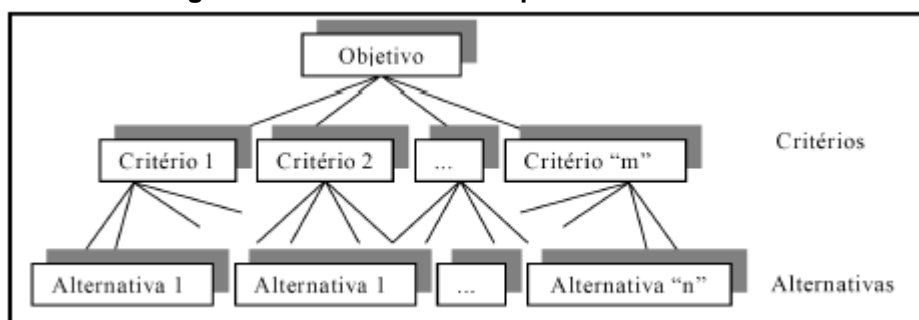 Objetivo
Critério 1 Critério 2 ... Critério “m” Critérios
Alternativa 1 Alternativa 1 ... Alternativa “n” Alternativas